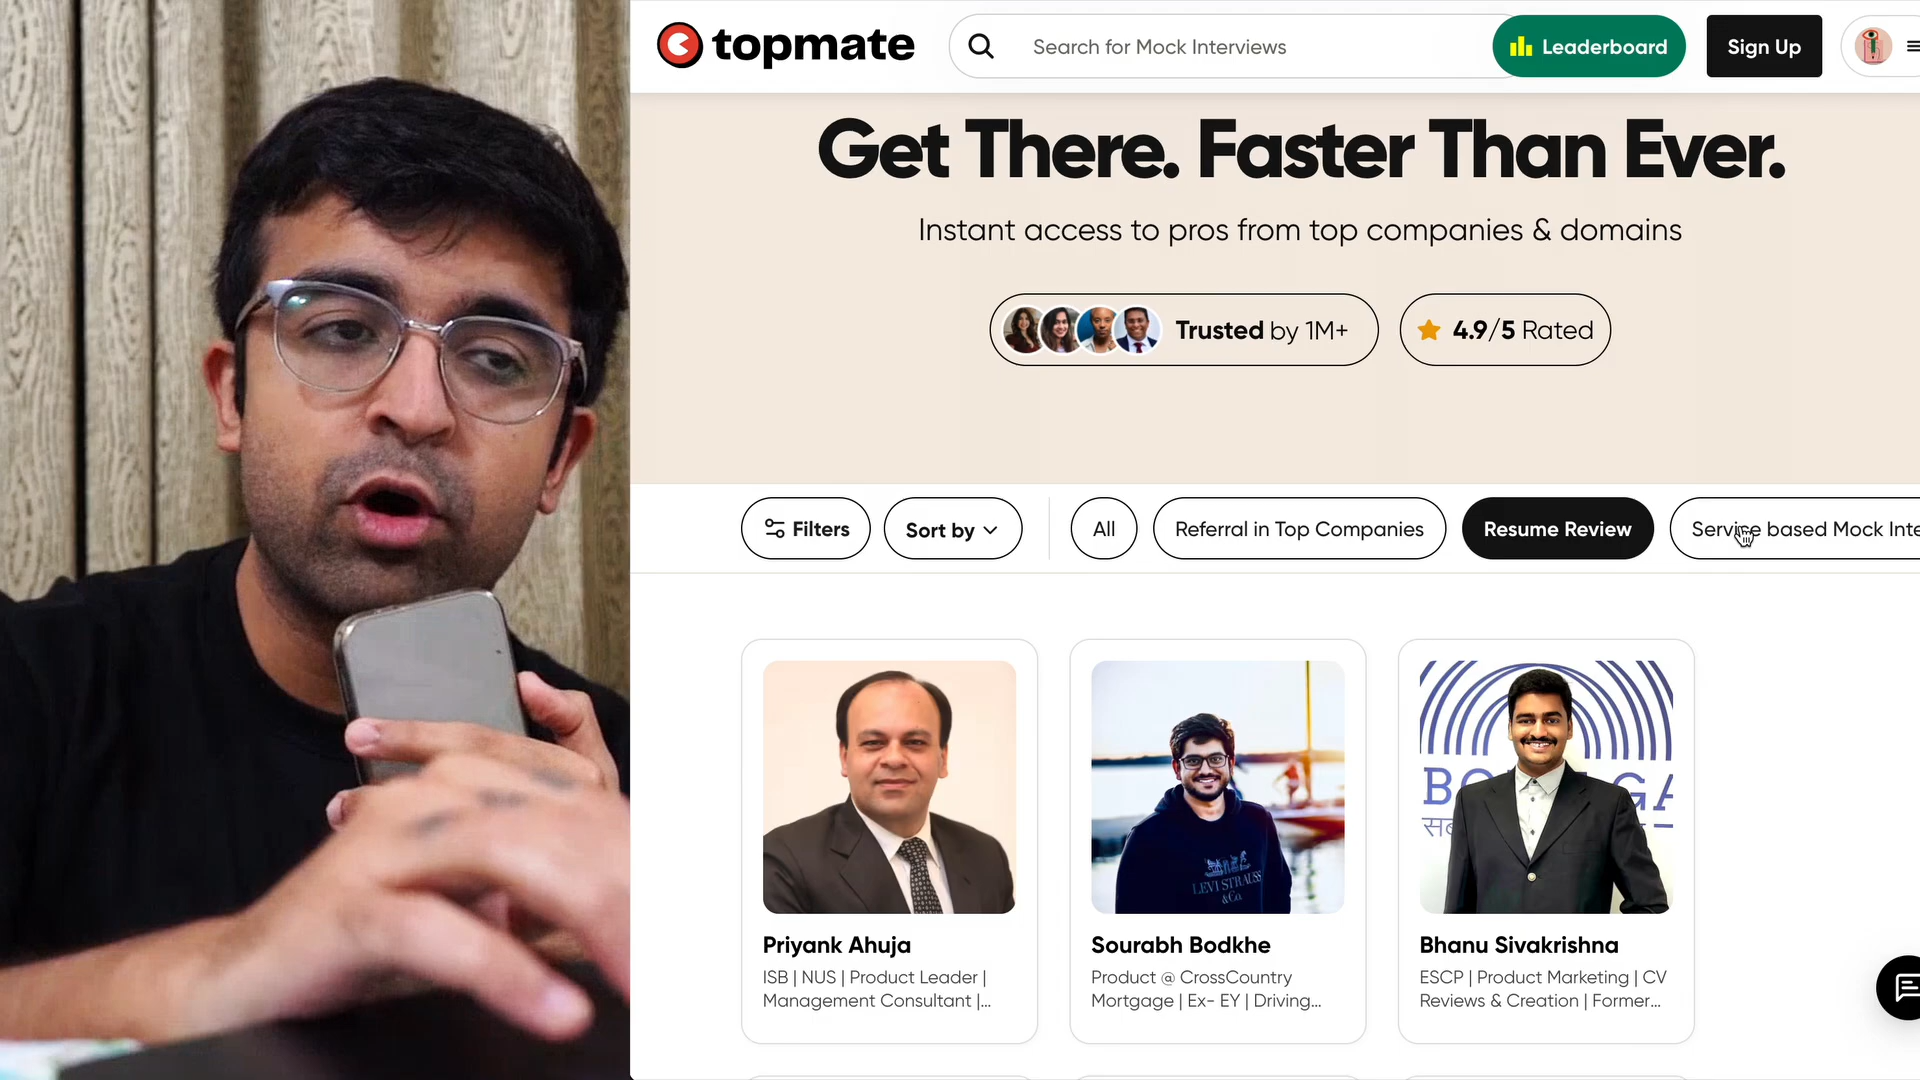 topmate
Search for Mock Interviews
Leaderboard
Sign Up
Get There. Faster Than Ever.
Instant access to pros from top companies & domains
Trusted by 1M+
4.9/5 Rated
Filters
Sort by
All
Referral in Top Companies
Resume Review
Service based Mock Inte
LEVI STRAUSS
& Co.
Priyank Ahuja
ISB | NUS | Product Leader |
Management Consultant |...
Sourabh Bodkhe
Product @ CrossCountry
Mortgage | Ex- EY | Driving...
Bhanu Sivakrishna
ESCP | Product Marketing | CV
Reviews & Creation | Former...